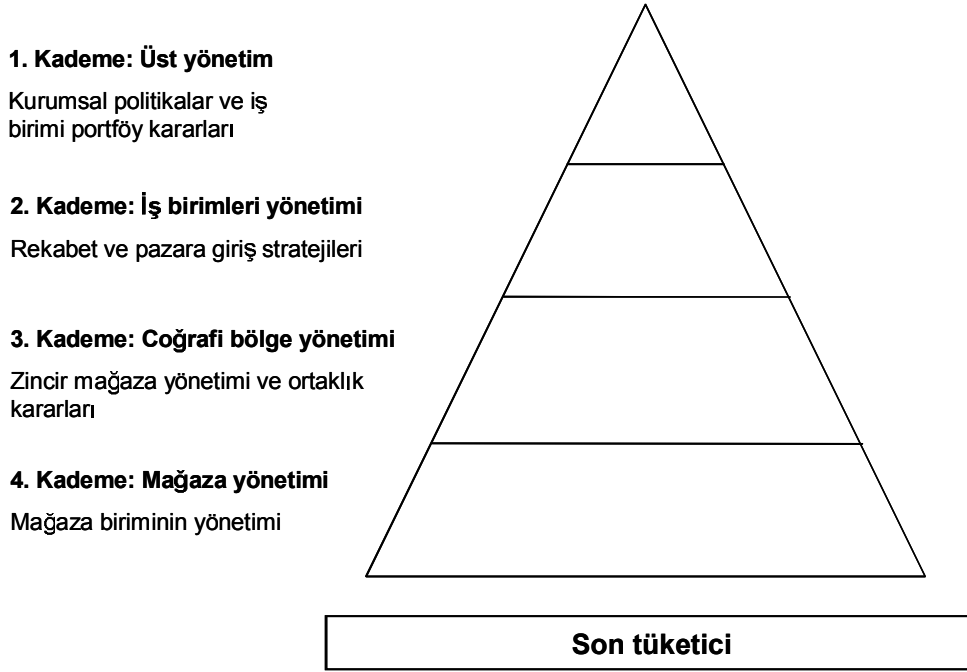 1. Kademe: Üst yönetim
Kurumsal politikalar ve iş
birimi portföy kararları
2. Kademe: İş birimleri yönetimi
Rekabet ve pazara giriş stratejileri
3. Kademe: Coğrafi bölge yönetimi
Zincir mağaza yönetimi ve ortaklık
kararları
4. Kademe: Mağaza yönetimi
Mağaza biriminin yönetimi
Son tüketici